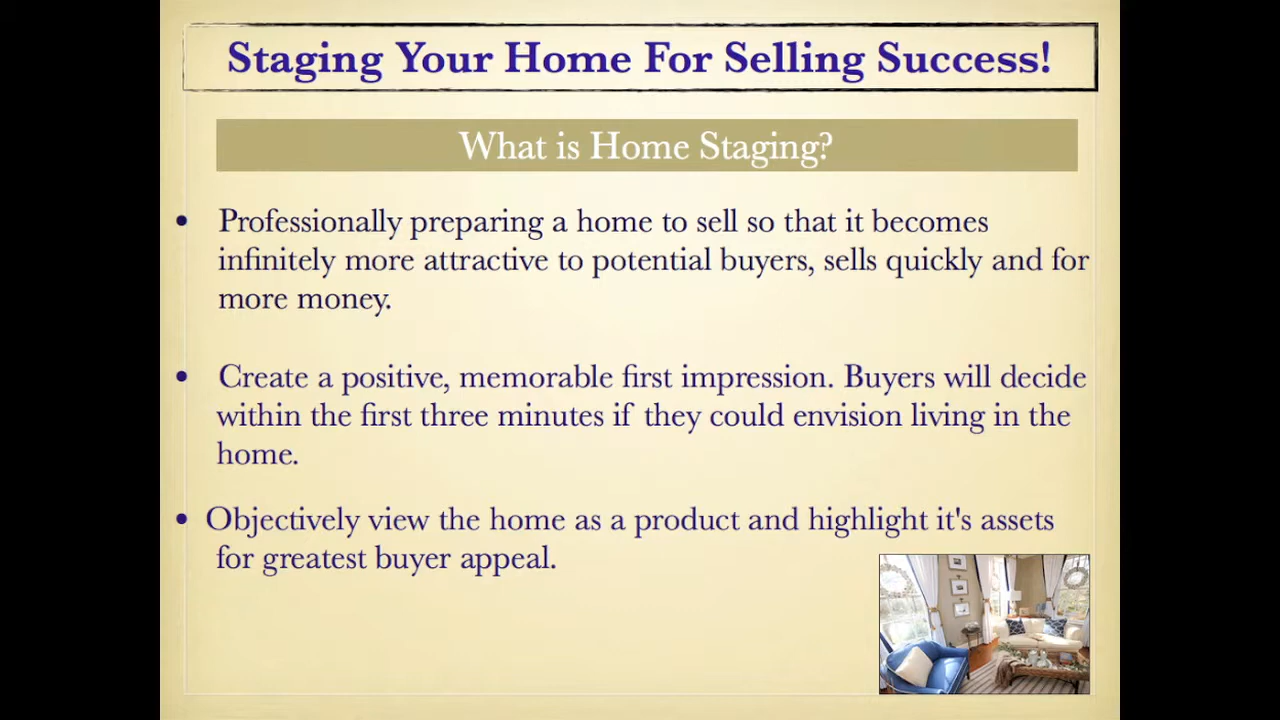 Staging Your Home For Selling Success!
What is Home Staging?
• Professionally preparing a home to sell so that it becomes
infinitely more attractive to potential buyers, sells quickly and for
more money.
• Create a positive, memorable first impression. Buyers will decide
within the first three minutes if they could envision living in the
home.
• Objectively view the home as a product and highlight it's assets
for greatest buyer appeal.